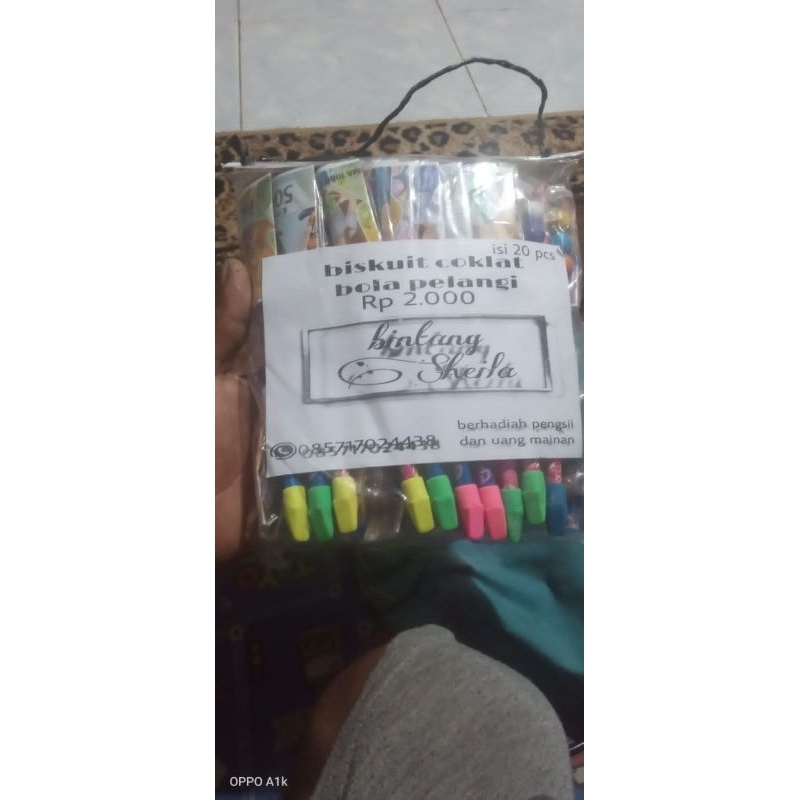 50
isi 20 pcs
biskuit coklat
bola pelangi
Rp 2.000
bintang
Sheila
berhadiah pengsil
dan uang mainan
085717024438
OPPO A1k